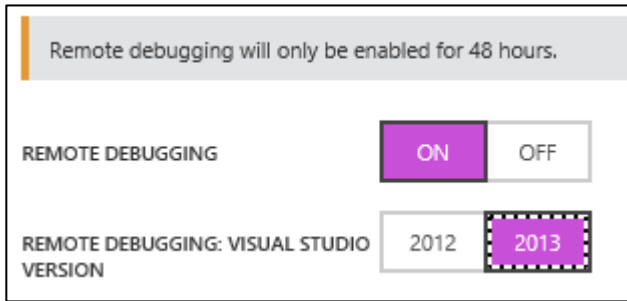 Remote debugging will only be enabled for 48 hours.
REMOTE DEBUGGING ON OFF
REMOTE DEBUGGING: VISUAL STUDIO 2012 2013
VERSION